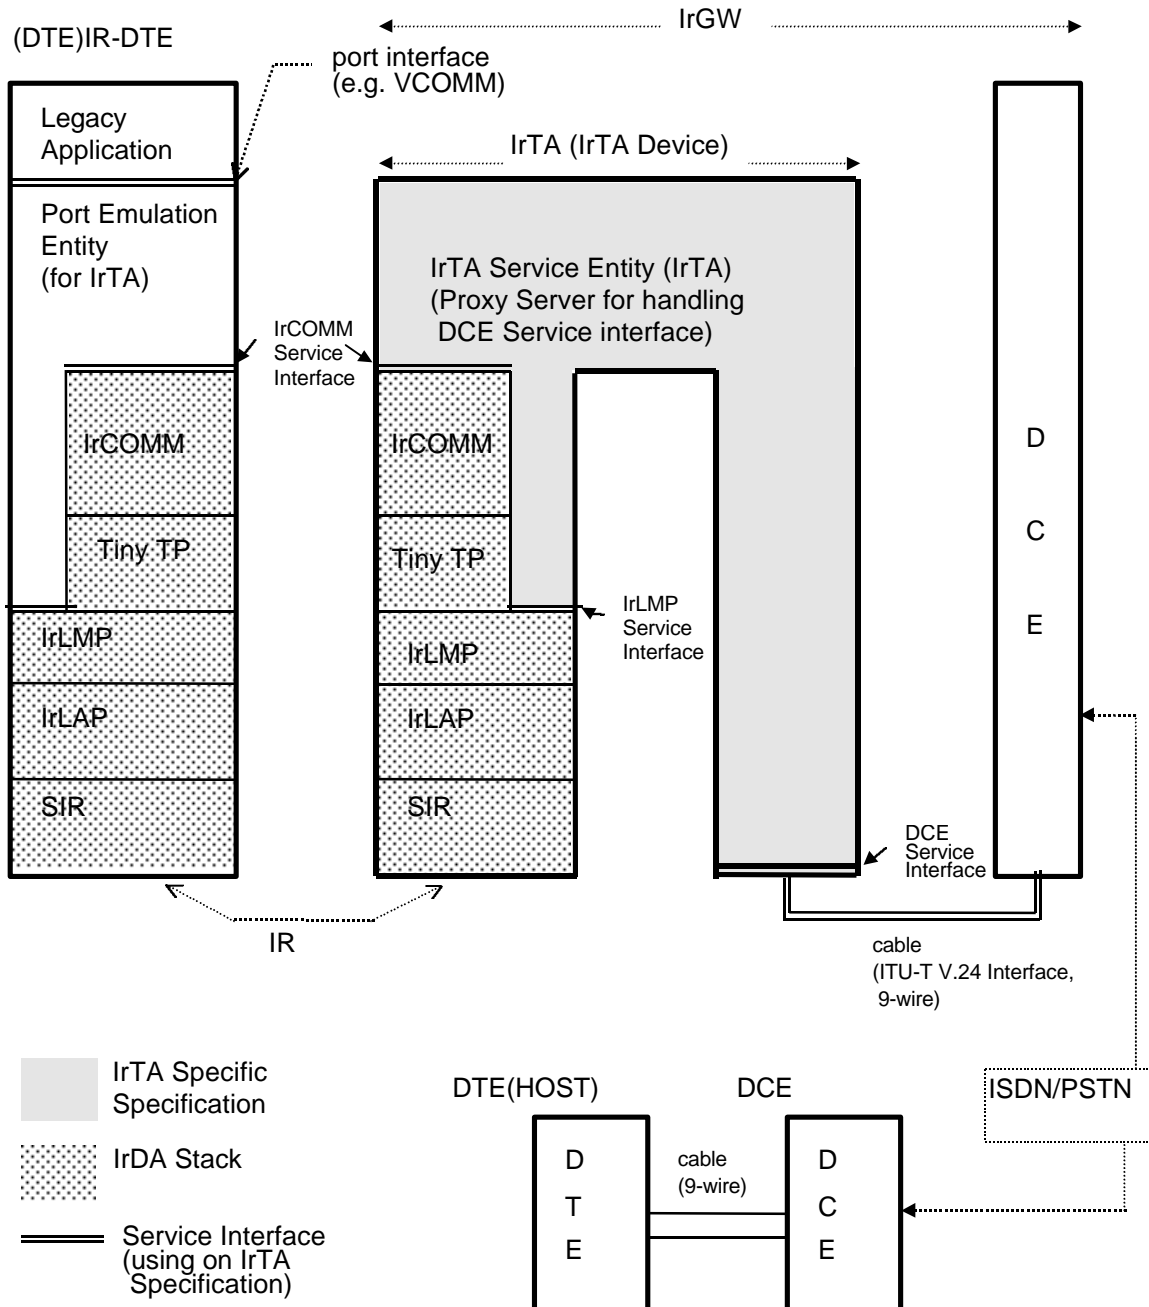 IrGW
(DTE)IR-DTE
port interface
(e.g. VCOMM)
Legacy
Application
IrTA (IrTA Device)
Port Emulation
Entity
(for IrTA)
IrTA Service Entity (IrTA)
(Proxy Server for handling
DCE Service interface)
IrCOMM
Service
Interface
IrCOMM
Tiny TP
IrLMP
IrLAP
SIR
IrCOMM
Tiny TP
IrLMP
IrLAP
SIR
IrLMP
Service
Interface
D
C
E
DCE
Service
Interface
IR
cable
(ITU-T V.24 Interface,
9-wire)
IrTA Specific
Specification
IrDA Stack
Service Interface
(using on IrTA
Specification)
DTE(HOST)
DCE
D
T
E
cable
(9-wire)
D
C
E
ISDN/PSTN